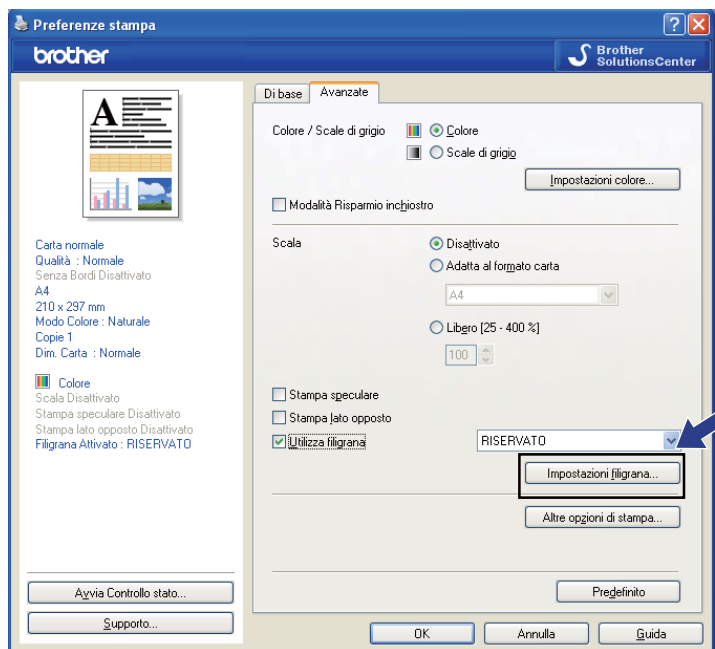 Preferenze stampa
brother
Brother
SolutionsCenter
Di base
Avanzate
A
Carta normale
Qualità : Normale
Senza Bordi Disattivato
A4
210 x 297 mm
Modo Colore : Naturale
Copie 1
Dim. Carta : Normale
Colore
Scala Disattivato
Stampa speculare Disattivato
Stampa lato opposto Disattivato
Filigrana Attivato : RISERVATO
Avvia Controllo stato...
Supporto...
Colore / Scale di grigio
Colore
Scale di grigio
Impostazioni colore...
Modalità Risparmio inchiostro
Scala
Disattivato
Adatta al formato carta
A4
Libero [25 - 400 %]
100
Stampa speculare
Stampa lato opposto
Utilizza filigrana
RISERVATO
Impostazioni filigrana...
Altre opzioni di stampa...
Predefinito
OK
Annulla
Guida